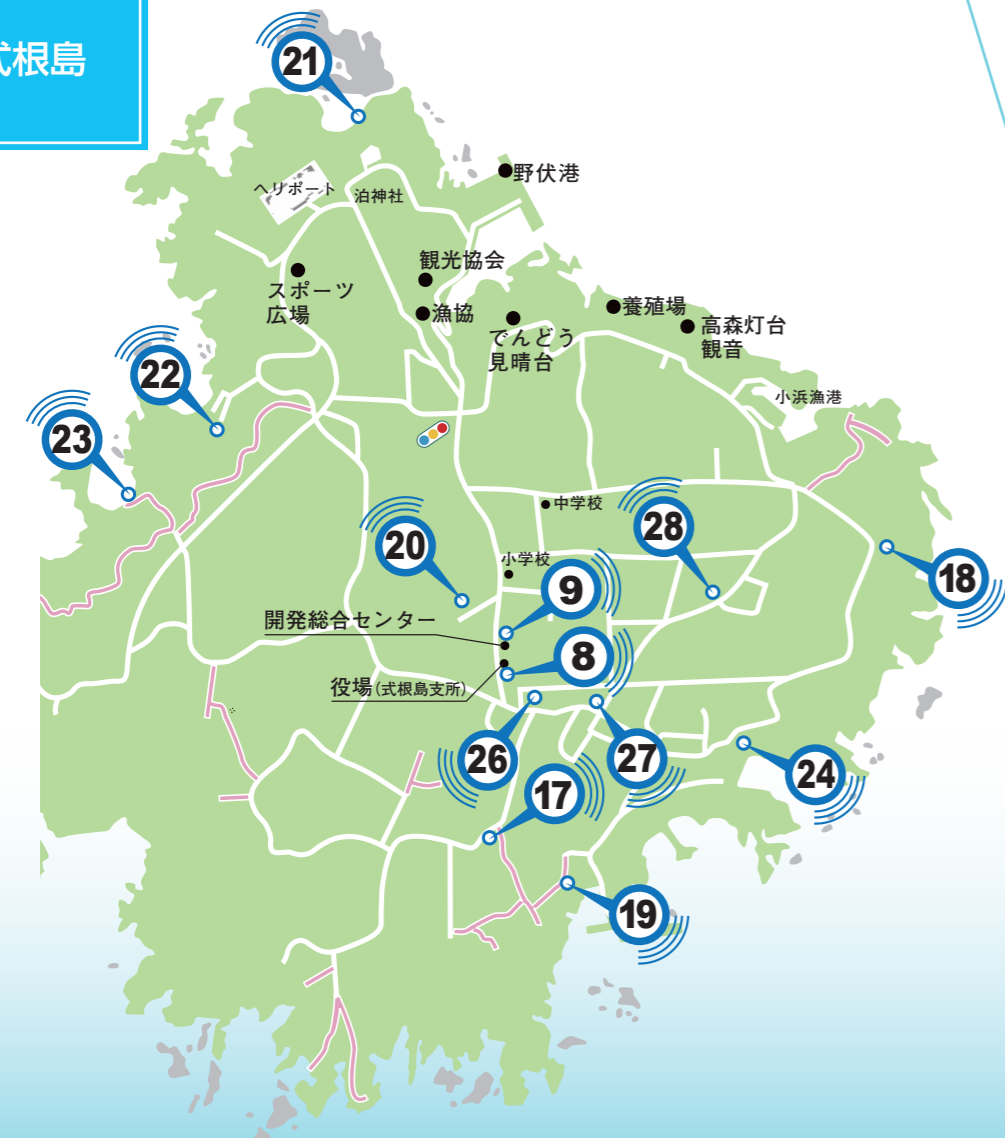 式根島
21
野伏港
ヘリポート
泊神社
観光協会
スポーツ
広場
漁協
でんどう
見晴台
養殖場
高森灯台
観音
小浜漁港
22
23
中学校
28
20
小学校
18
9
開発総合センター
8
役場(式根島支所)
26
27
17
24
19